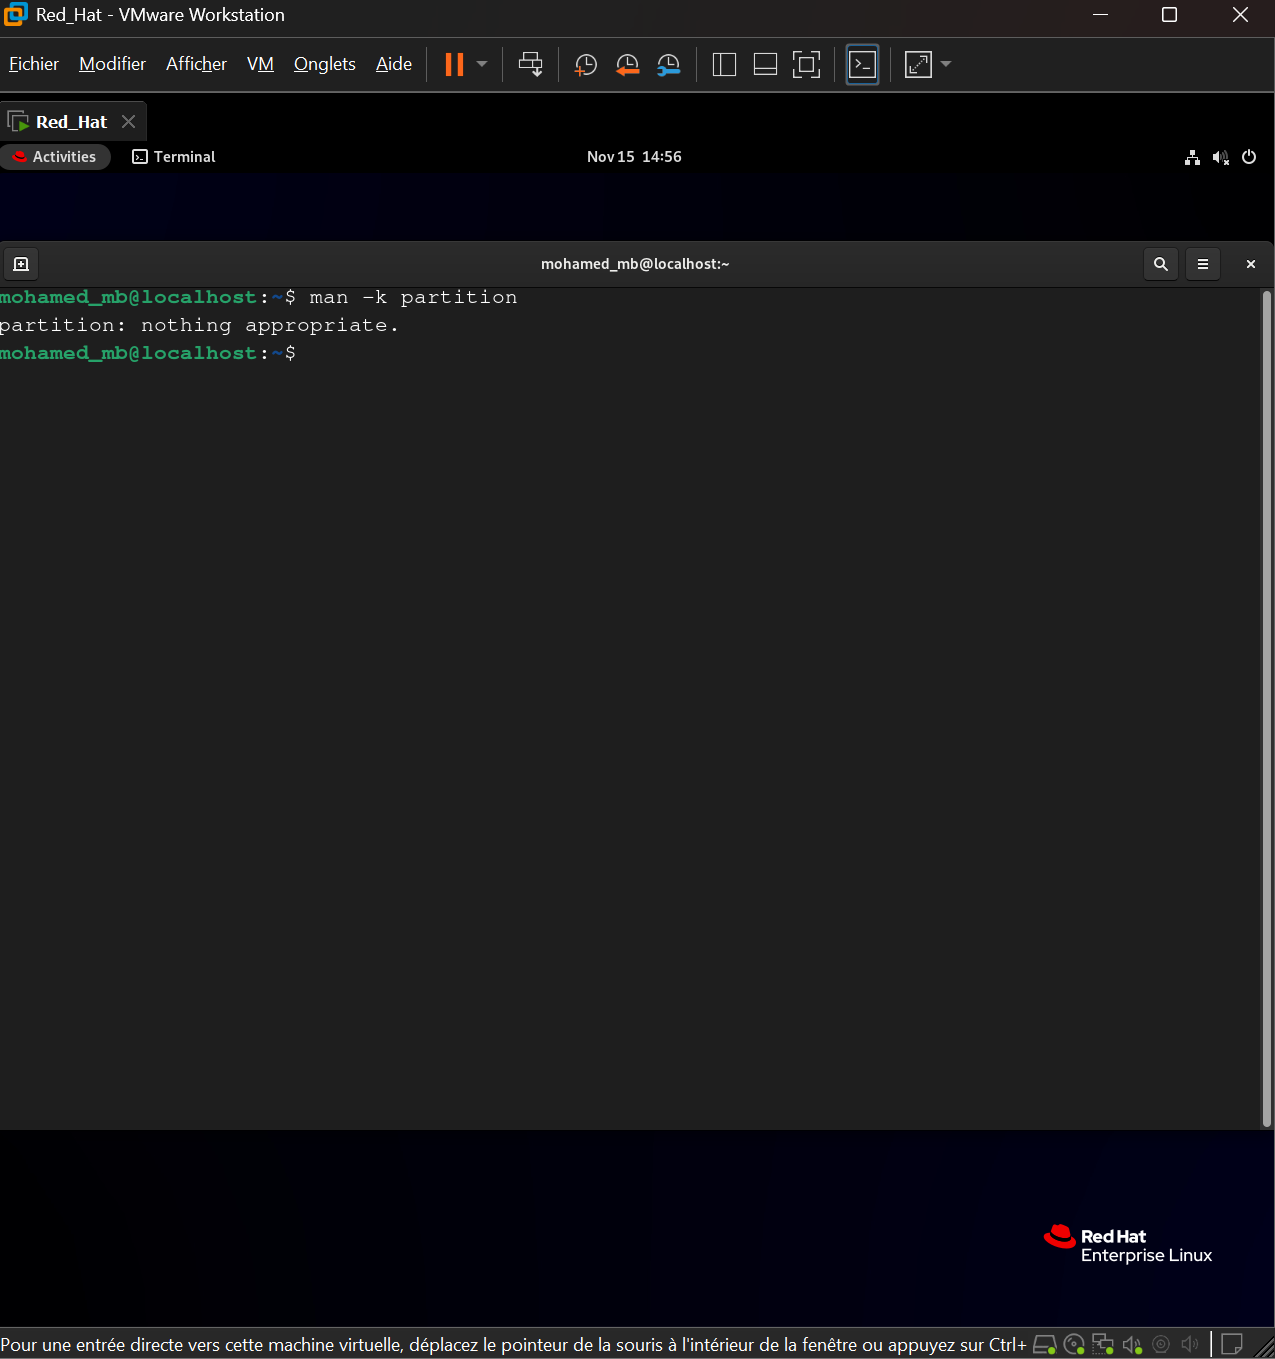 Red_Hat - VMware Workstation
Fichier Modifier Afficher VM Onglets Aide
Red_Hat
Activities Terminal Nov 15 14:56
mohamed_mb@localhost:~
mohamed_mb@localhost:~$ man -k partition
partition: nothing appropriate.
mohamed_mb@localhost:~$
Red Hat
Enterprise Linux
Pour une entrée directe vers cette machine virtuelle, déplacez le pointeur de la souris à l'intérieur de la fenêtre ou appuyez sur Ctrl+